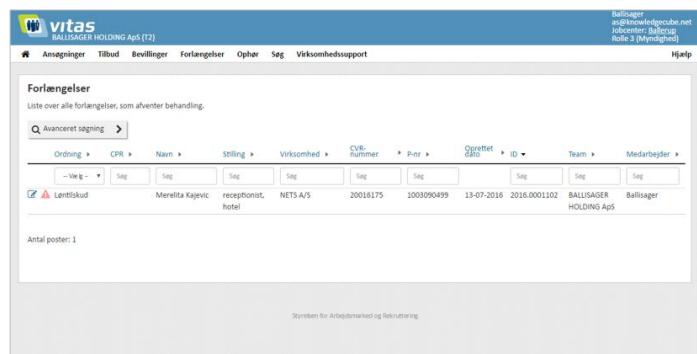 vitas
BALLISAGER HOLDING ApS (T2)
Ballisager
as@knowledgecube.net
Jobcenter: Ballerup
Rolle 3 (Myndighed)
Ansøgninger Tilbud Bevillinger Forlængelser Ophør Søg Virksomhedssupport Hjælp
Forlængelser
Liste over alle forlængelser, som afventer behandling.
Avanceret søgning
Ordning CPR Navn Stilling Virksomhed CVR-nummer P-nr Oprettet dato ID Team Medarbejder
-- Vælg -- Søg Søg Søg Søg Søg Søg Søg Søg Søg
Løntilskud Merelita Kajevic receptionist, NETS A/S 20016175 1003090499 13-07-2016 2016.0001102 BALLISAGER Ballisager
hotel HOLDING ApS
Antal poster: 1
Styrelsen for Arbejdsmarked og Rekruttering